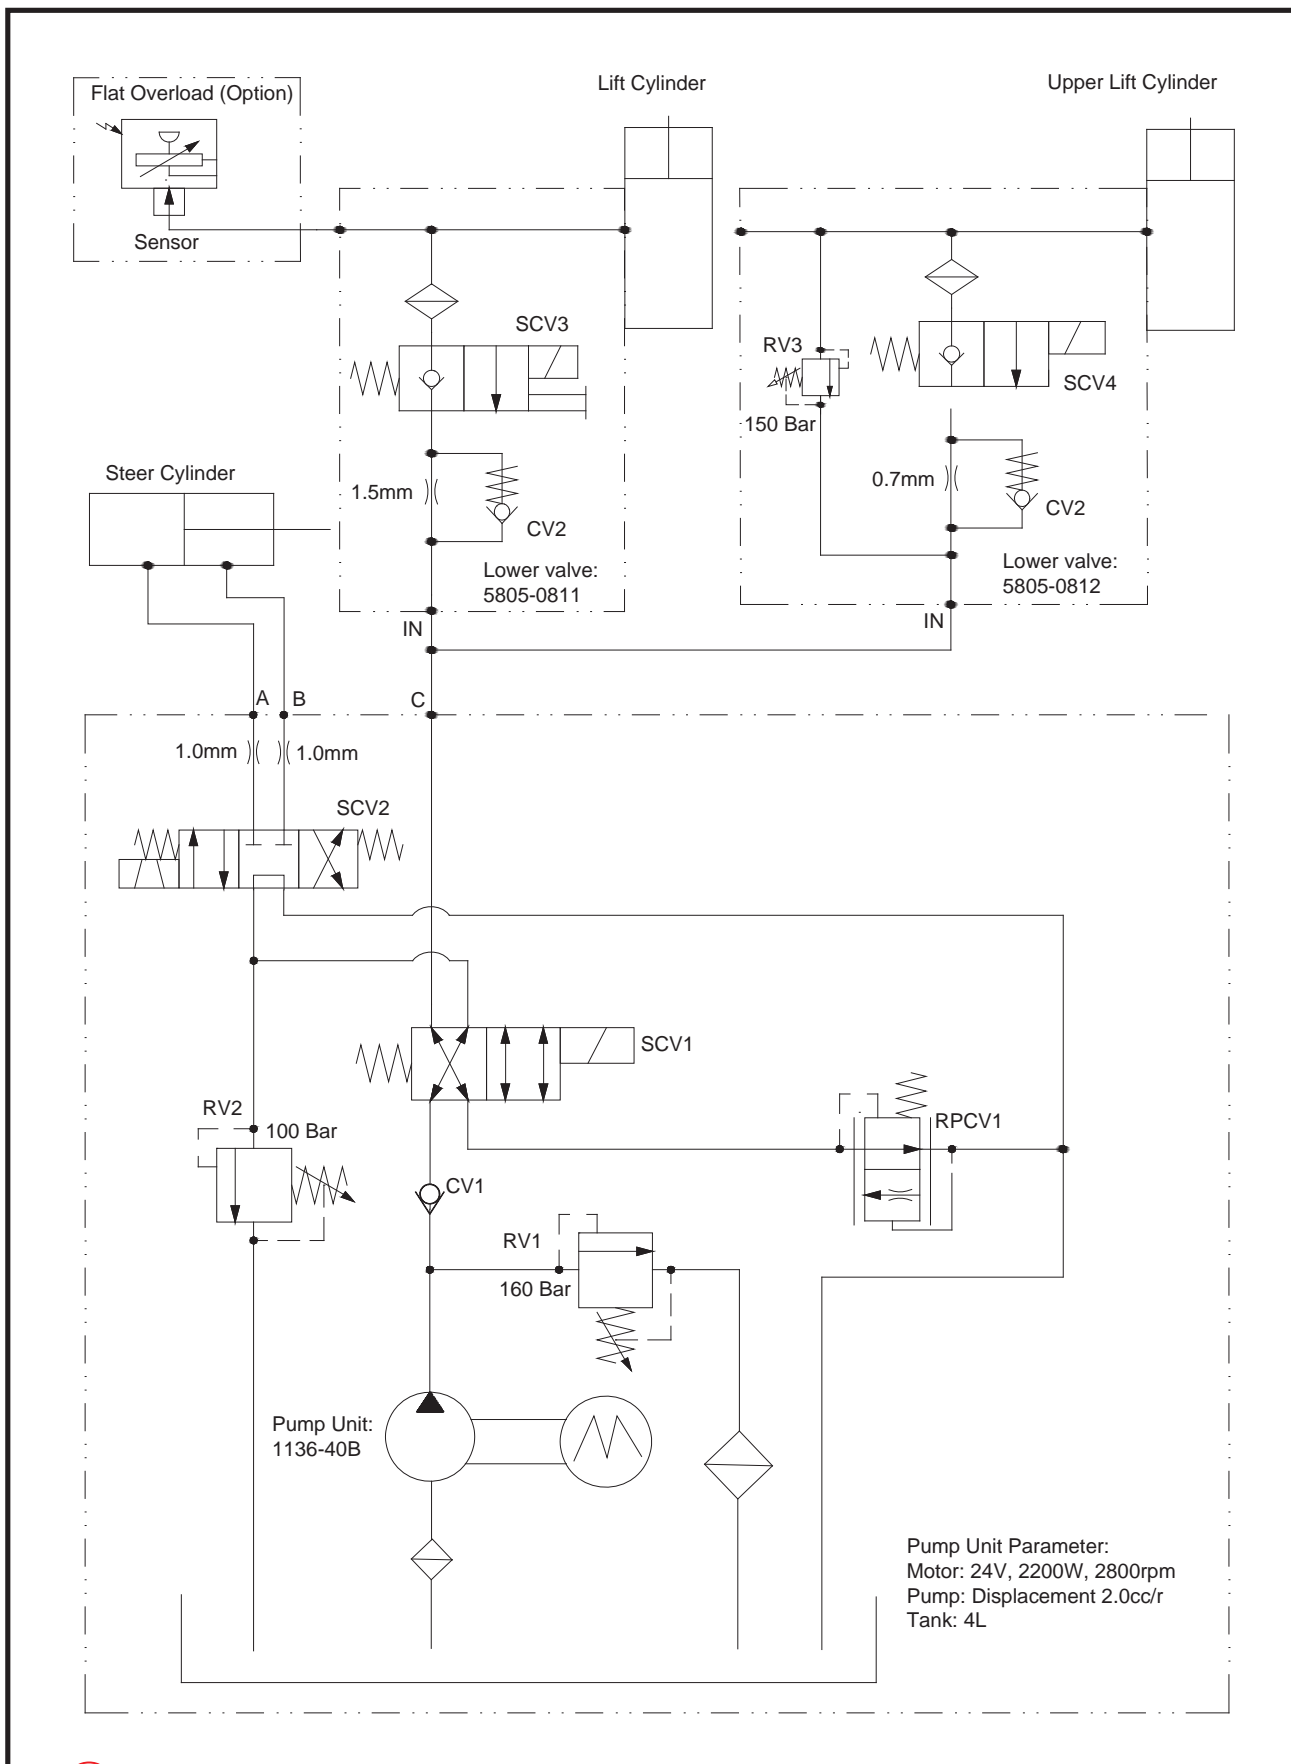 Flat Overload (Option)
Sensor
Lift Cylinder
Upper Lift Cylinder
SCV3
RV3
150 Bar
SCV4
Steer Cylinder
1.5mm
CV2
Lower valve:
5805-0811
0.7mm
CV2
Lower valve:
5805-0812
IN
IN
A
B
C
1.0mm
1.0mm
SCV2
SCV1
RV2
100 Bar
RPCV1
CV1
RV1
160 Bar
Pump Unit:
1136-40B
Pump Unit Parameter:
Motor: 24V, 2200W, 2800rpm
Pump: Displacement 2.0cc/r
Tank: 4L